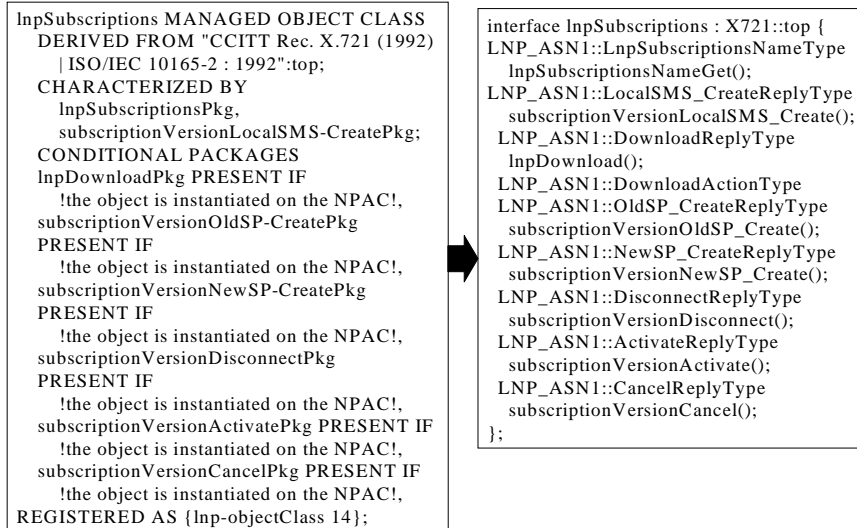 lnpSubscriptions MANAGED OBJECT CLASS
DERIVED FROM "CCITT Rec. X.721 (1992)
| ISO/IEC 10165-2 : 1992":top;
CHARACTERIZED BY
lnpSubscriptionsPkg,
subscriptionVersionLocalSMS-CreatePkg;
CONDITIONAL PACKAGES
lnpDownloadPkg PRESENT IF
!the object is instantiated on the NPAC!,
subscriptionVersionOldSP-CreatePkg
PRESENT IF
!the object is instantiated on the NPAC!,
subscriptionVersionNewSP-CreatePkg
PRESENT IF
!the object is instantiated on the NPAC!,
subscriptionVersionDisconnectPkg
PRESENT IF
!the object is instantiated on the NPAC!,
subscriptionVersionActivatePkg PRESENT IF
!the object is instantiated on the NPAC!,
subscriptionVersionCancelPkg PRESENT IF
!the object is instantiated on the NPAC!,
REGISTERED AS {lnp-objectClass 14};
interface lnpSubscriptions : X721::top {
LNP_ASN1::LnpSubscriptionsNameType
lnpSubscriptionsNameGet();
LNP_ASN1::LocalSMS_CreateReplyType
subscriptionVersionLocalSMS_Create();
LNP_ASN1::DownloadReplyType
lnpDownload();
LNP_ASN1::DownloadActionType
LNP_ASN1::OldSP_CreateReplyType
subscriptionVersionOldSP_Create();
LNP_ASN1::NewSP_CreateReplyType
subscriptionVersionNewSP_Create();
LNP_ASN1::DisconnectReplyType
subscriptionVersionDisconnect();
LNP_ASN1::ActivateReplyType
subscriptionVersionActivate();
LNP_ASN1::CancelReplyType
subscriptionVersionCancel();
};